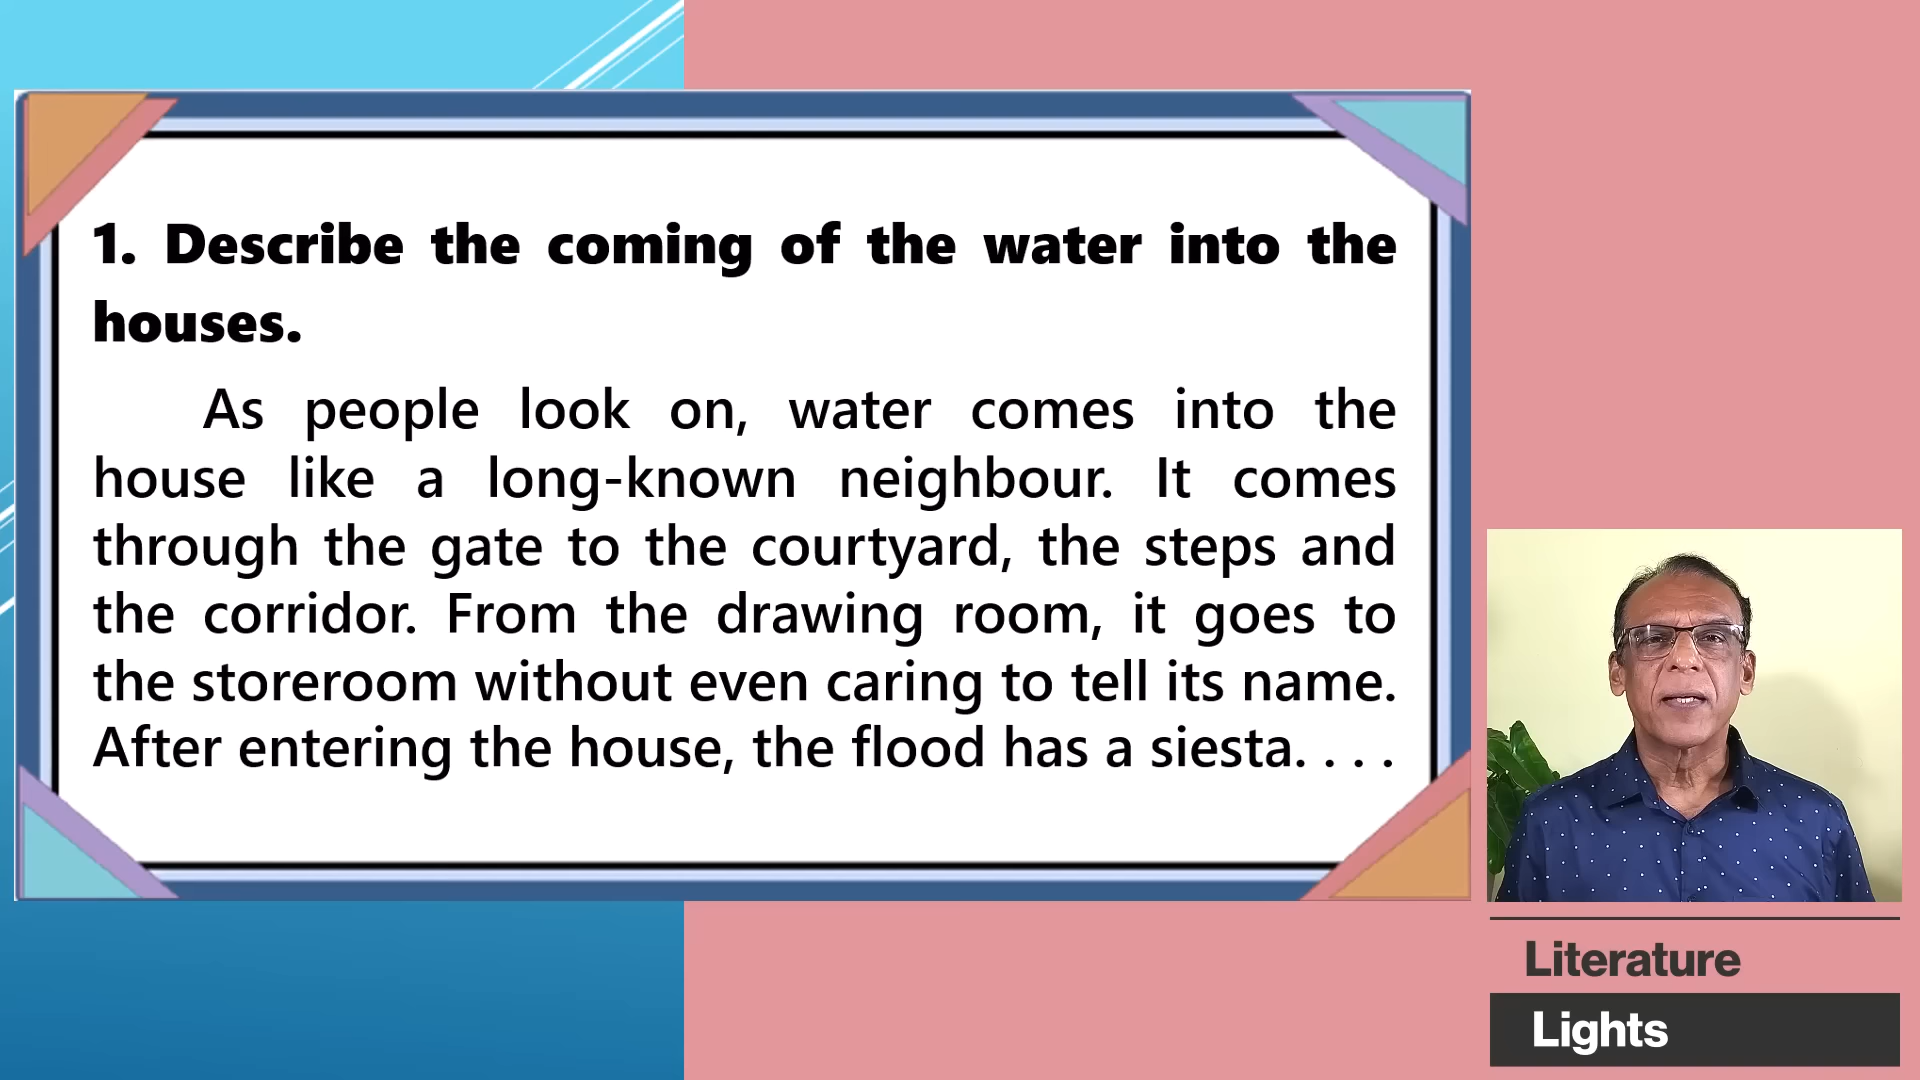 1. Describe the coming of the water into the
houses.
As people look on, water comes into the
house like a long-known neighbour. It comes
through the gate to the courtyard, the steps and
the corridor. From the drawing room, it goes to
the storeroom without even caring to tell its name.
After entering the house, the flood has a siesta. . . .
Literature
Lights